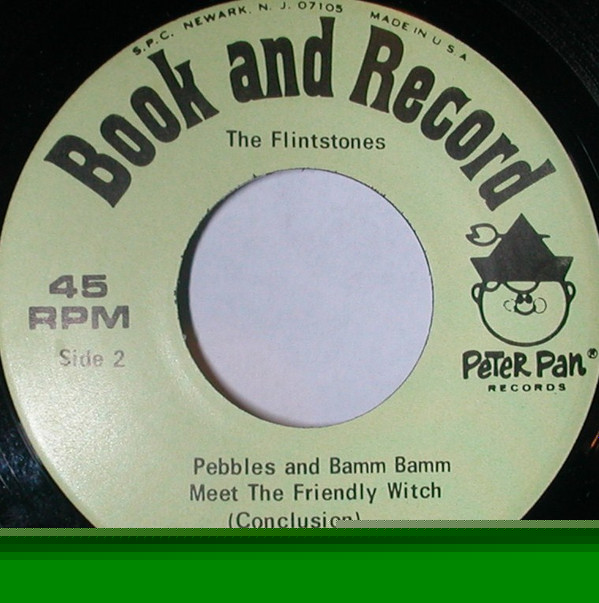 S.P.C. NEWARK, N. J. 07105 MADE IN U S A
Book and Record
The Flintstones
45
RPM
Side 2
PETER PAN®
RECORDS
Pebbles and Bamm Bamm
Meet The Friendly Witch
(Conclusion)